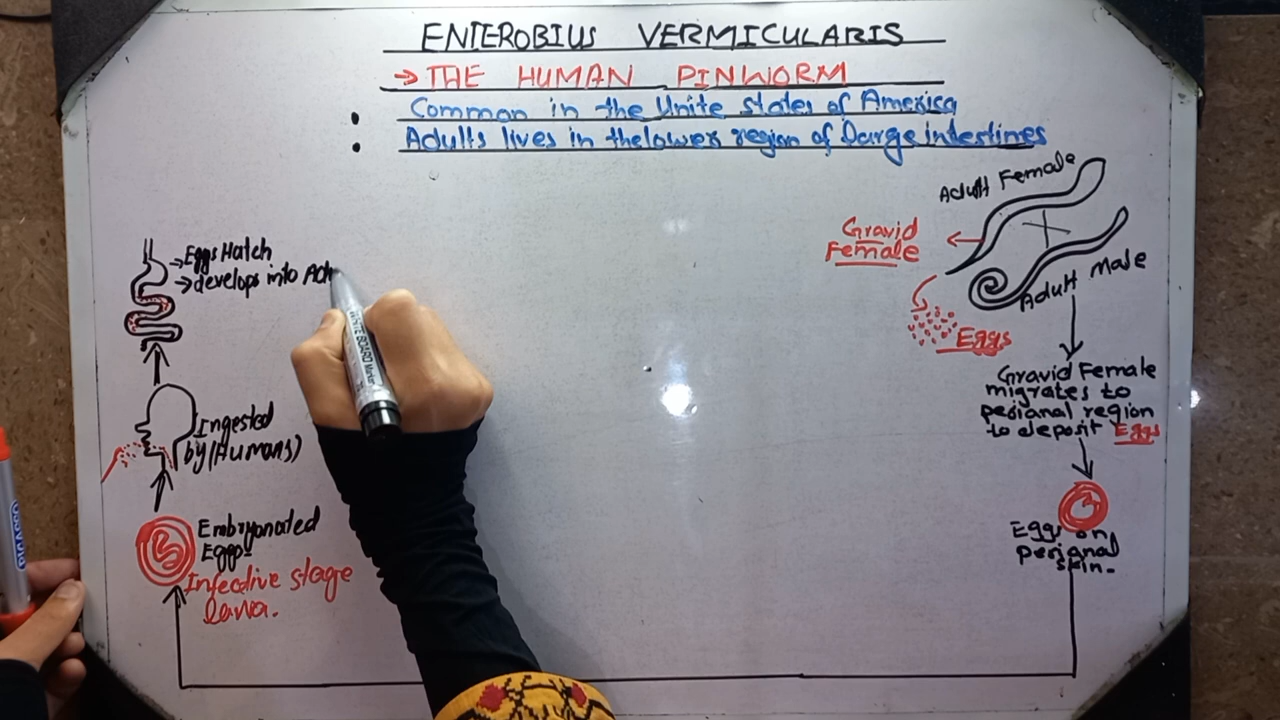 ENTEROBIUS VERMICULARIS
→ THE HUMAN PINWORM
: Common in the Unite states of America
: Adults lives in the lower region of Large intestines
Adult Female
Gravid
Female
Adult Male
Eggs
Gravid Female
migrates to
perianal region
to deposit Eggs
Eggs on
perianal
skin.
→ Eggs Hatch
→ develops into Adu
Ingested
by (Humans)
Embryonated
Eggs
Infective stage
larva.
WHITE BOARD Marker